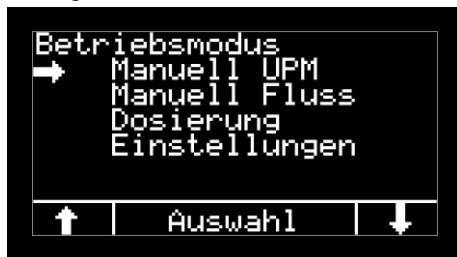 Betriebsmodus
Manuell UPM
Manuell Fluss
Dosierung
Einstellungen
Auswahl